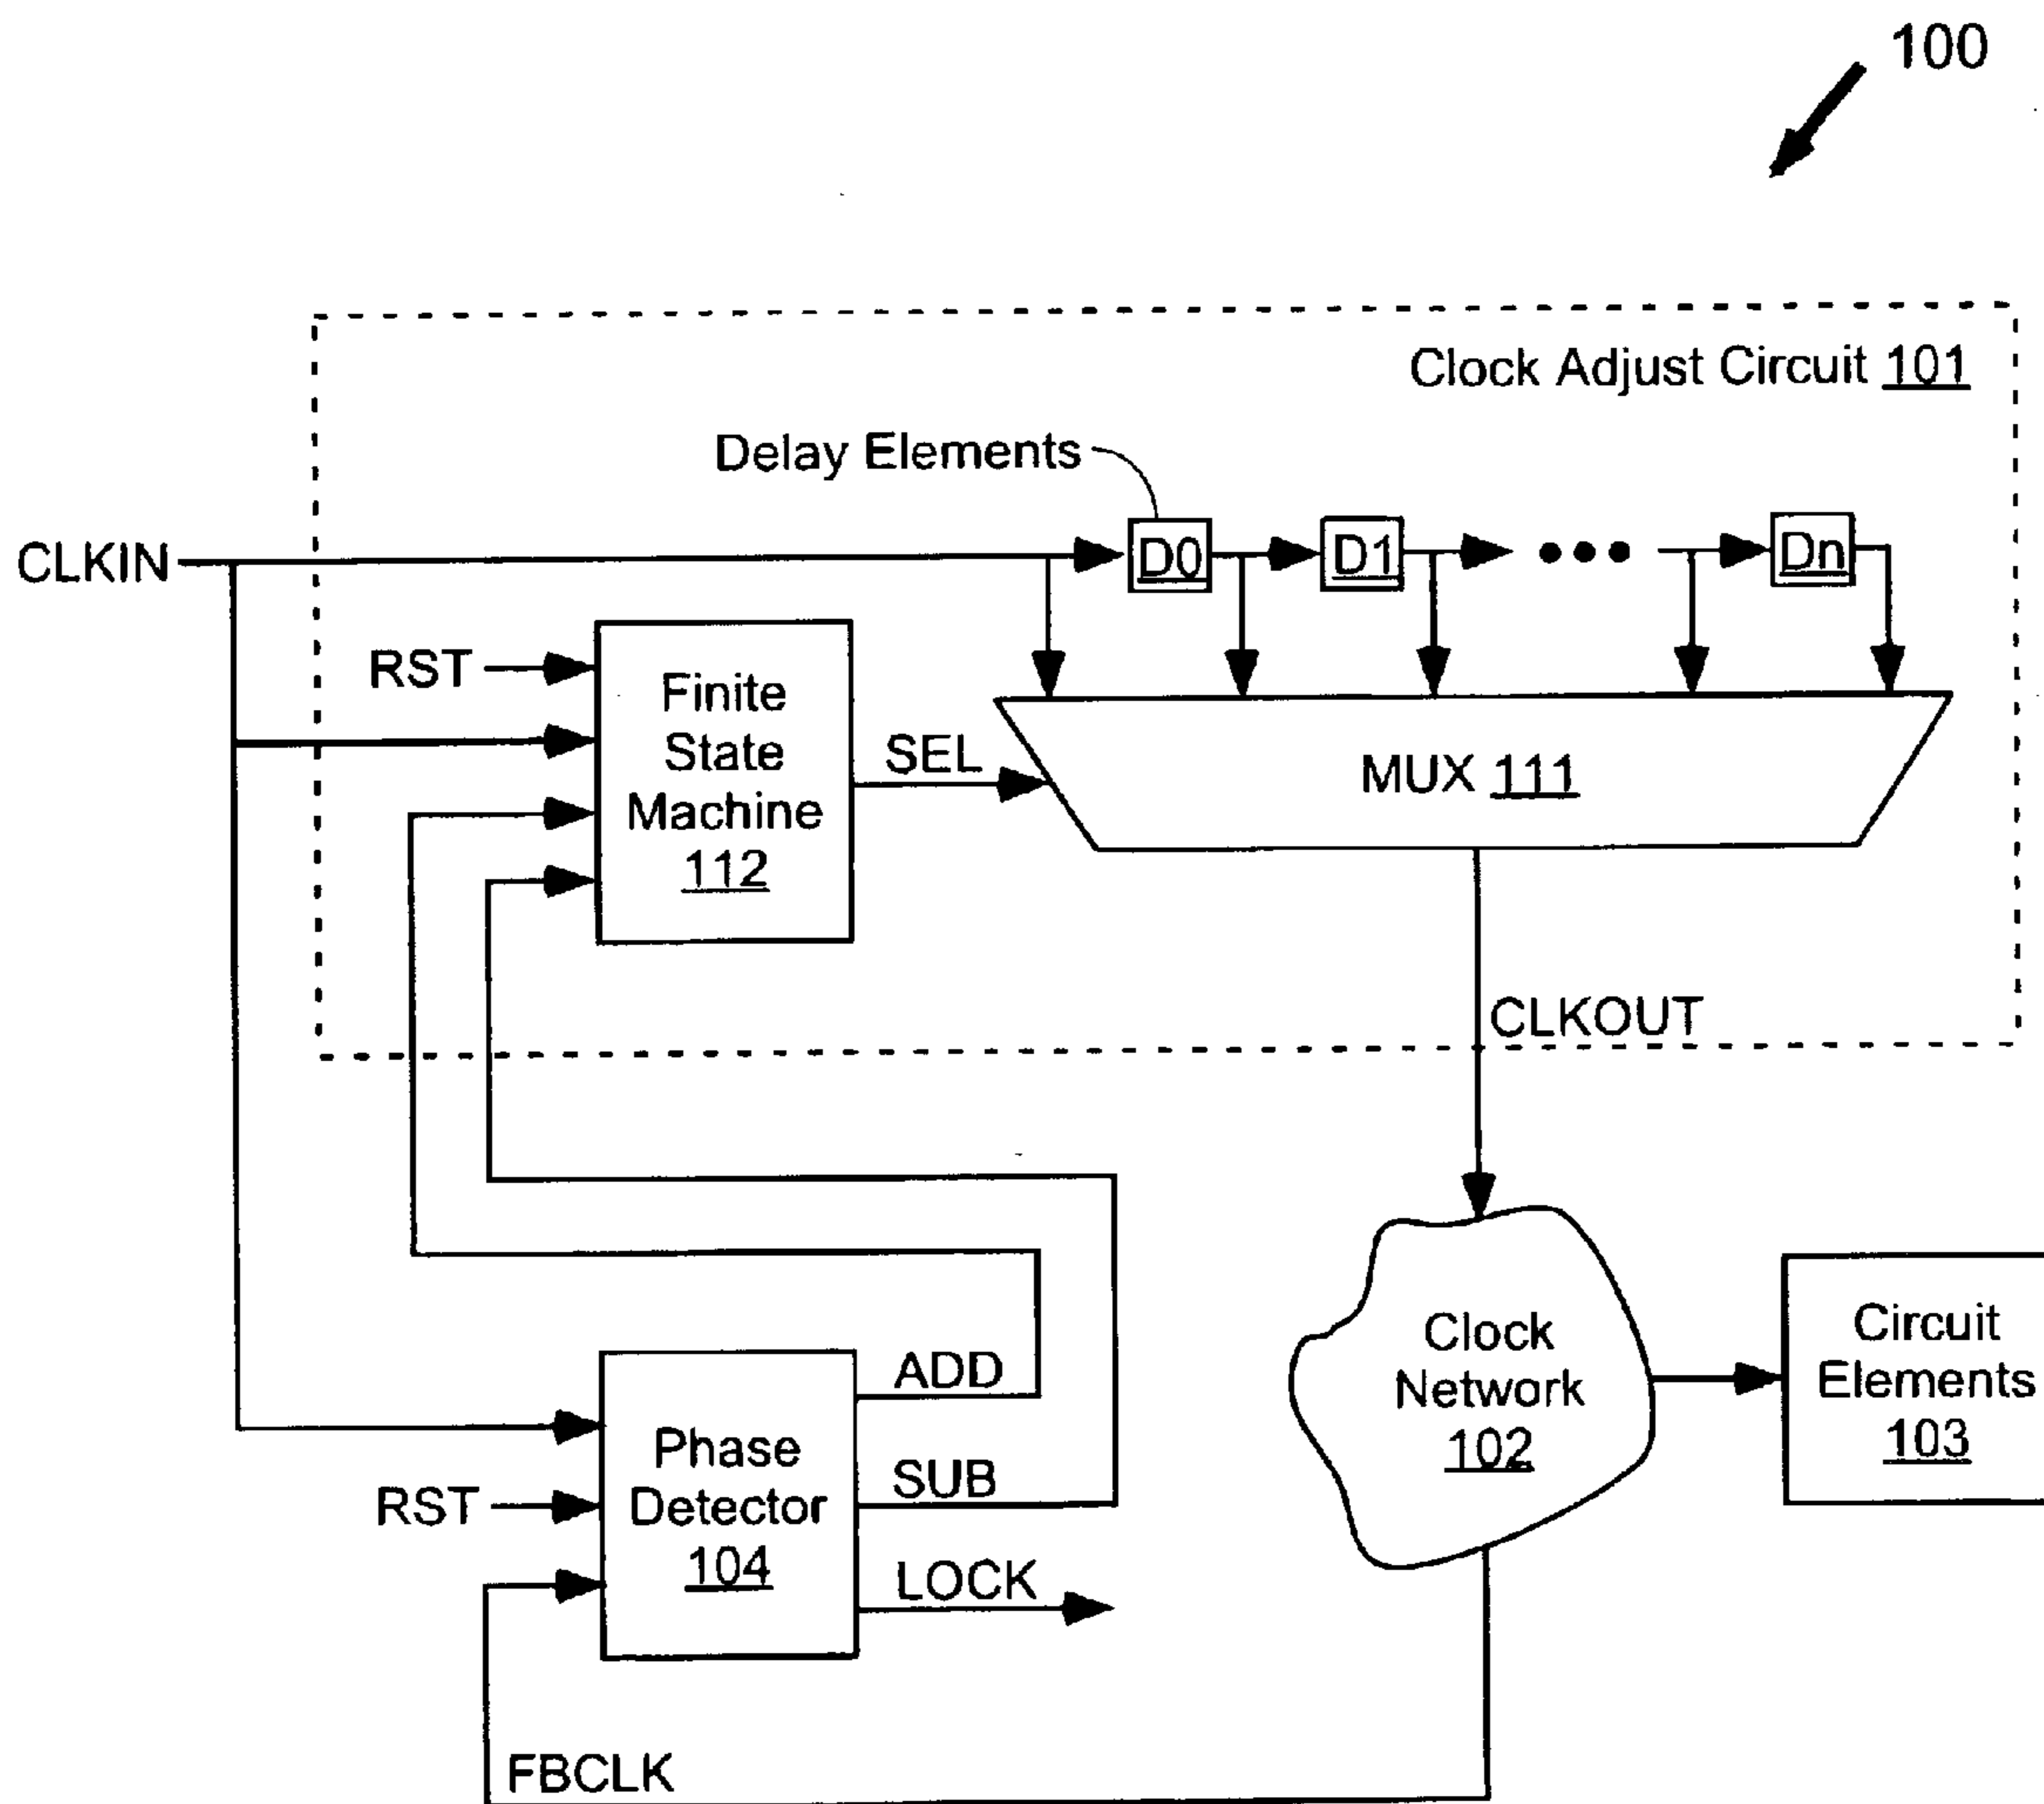 100
Clock Adjust Circuit 101
Delay Elements
CLKIN
D0
D1
Dn
RST
Finite
State
Machine
112
SEL
MUX 111
CLKOUT
Clock
Network
102
Circuit
Elements
103
ADD
Phase
Detector
104
SUB
RST
LOCK
FBCLK